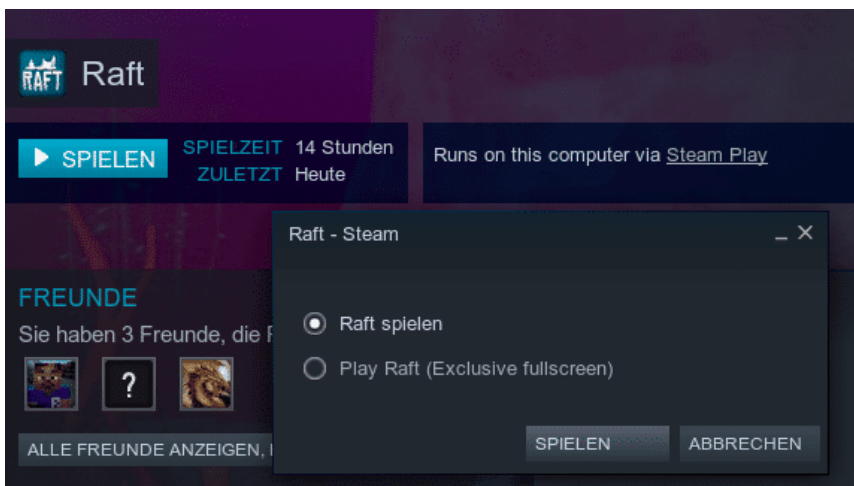 RAFT
Raft
SPIELEN
SPIELZEIT 14 Stunden
ZULETZT Heute
Runs on this computer via Steam Play
Raft - Steam
FREUNDE
Sie haben 3 Freunde, die
Raft spielen
Play Raft (Exclusive fullscreen)
?
ALLE FREUNDE ANZEIGEN,
SPIELEN
ABBRECHEN